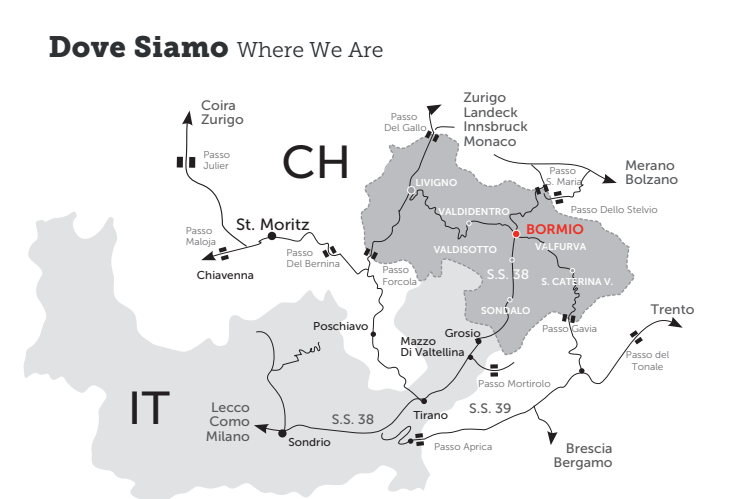 Dove Siamo Where We Are
Coira
Zurigo
Passo
Julier
CH
Passo
Del Gallo
Zurigo
Landeck
Innsbruck
Monaco
Passo
S. Maria
Merano
Bolzano
Passo Dello Stelvio
LIVIGNO
VALDIDENTRO
BORMIO
VALDISOTTO
VALFURVA
St. Moritz
Passo
Maloja
Chiavenna
Passo
Del Bernina
Passo
Forcola
S.S. 38
S. CATERINA V.
SONDALO
Poschiavo
Grosio
Mazzo
Di Valtellina
Passo Gavia
Trento
Passo del
Tonale
Passo Mortirolo
IT
Lecco
Como
Milano
S.S. 38
Sondrio
Tirano
S.S. 39
Passo Aprica
Brescia
Bergamo